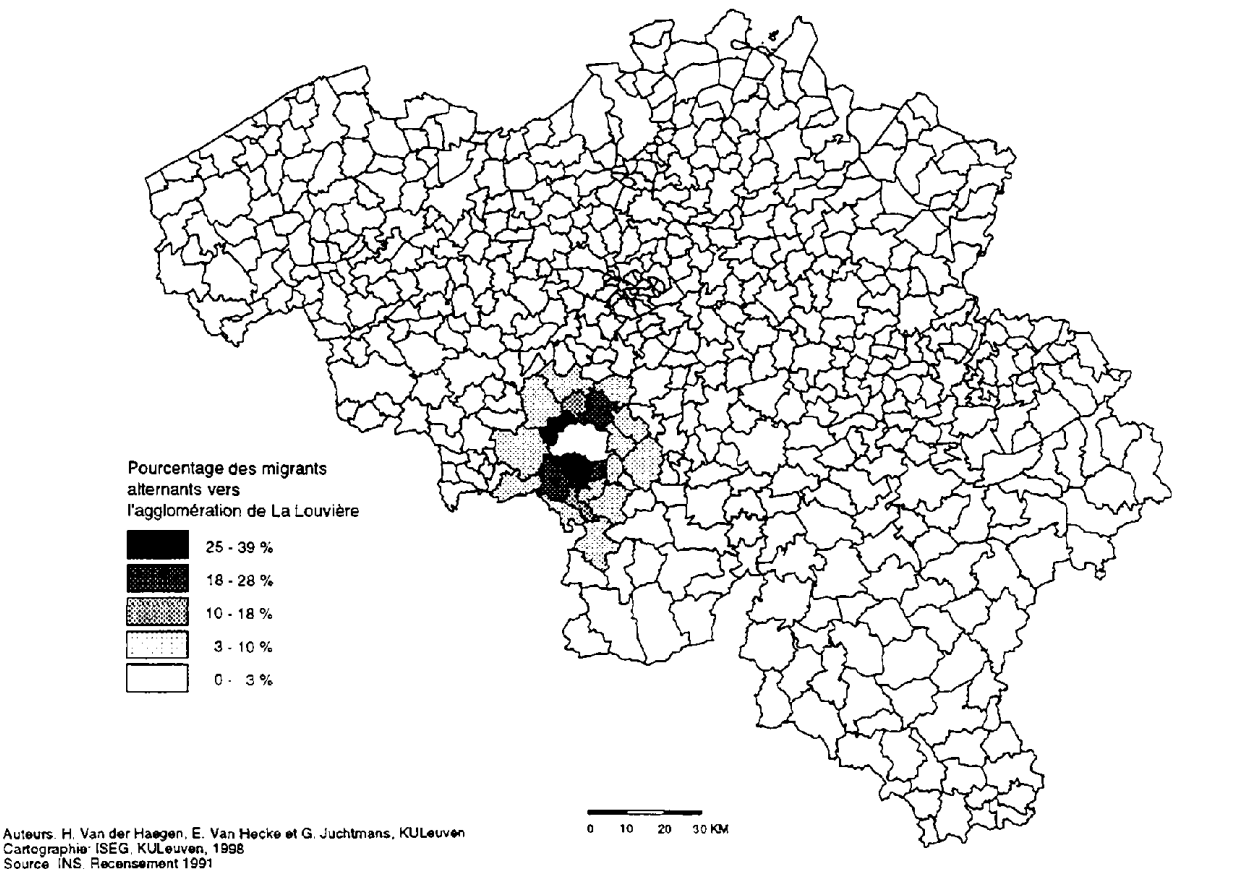 Pourcentage des migrants
alternants vers
l'agglomération de La Louvière
25 - 39 %
18 - 28 %
10 - 18 %
3 - 10 %
0 - 3 %
0 10 20 30 KM
Auteurs: H. Van der Haegen, E. Van Hecke et G. Juchtmans, KULeuven
Cartographie: ISEG, KULeuven, 1998
Source: INS, Recensement 1991